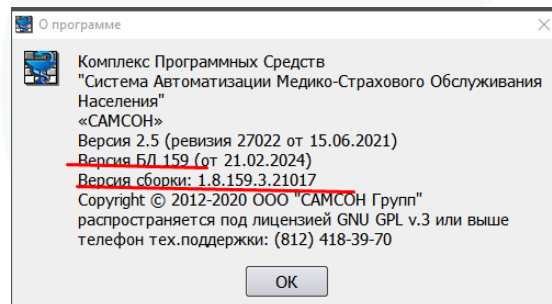 О программе
Комплекс Программных Средств
"Система Автоматизации Медико-Страхового Обслуживания
Населения"
«САМСОН»
Версия 2.5 (ревизия 27022 от 15.06.2021)
Версия БД 159 (от 21.02.2024)
Версия сборки: 1.8.159.3.21017
Copyright © 2012-2020 ООО "САМСОН Групп"
распространяется под лицензией GNU GPL v.3 или выше
телефон тех.поддержки: (812) 418-39-70
ОК